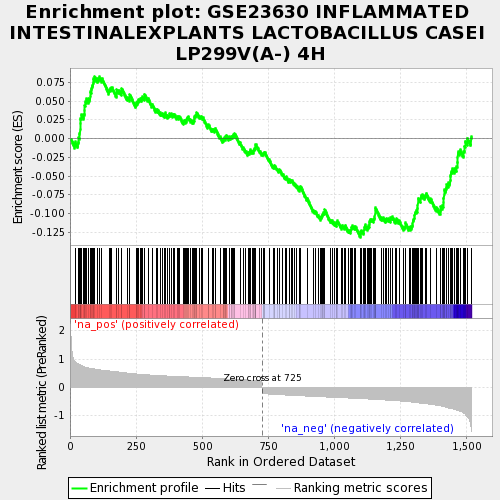 Enrichment plot: GSE23630 INFLAMMATED
INTESTINALEXPLANTS LACTOBACILLUS CASEI
LP299V(A-) 4H
Enrichment score (ES)
0.075
0.050
0.025
0.000
-0.025
-0.050
-0.075
-0.100
-0.125
'na_pos' (positively correlated)
Ranked list metric (PreRanked)
2
1
0
-1
Zero cross at 725
'na_neg' (negatively correlated)
0
250
500
750
1,000
1,250
1,500
Rank in Ordered Dataset
Enrichment profile
Hits
Ranking metric scores